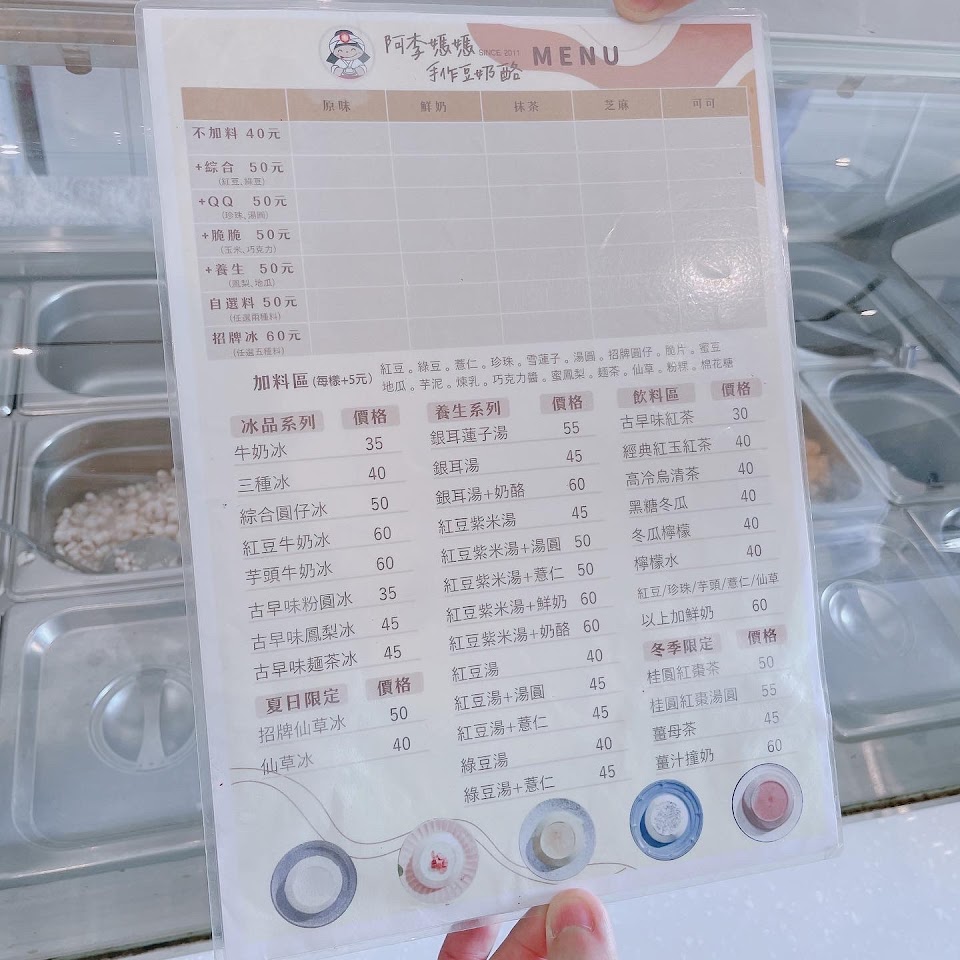 阿李媽媽 SINCE 2011 MENU
手作豆奶酪
原味 鮮奶 抹茶 芝麻 可可
不加料 40元
+綜合 50元
(紅豆、綠豆)
+QQ 50元
(珍珠、湯圓)
+脆脆 50元
(玉米、巧克力)
+養生 50元
(鳳梨、地瓜)
自選料 50元
(任選兩種料)
招牌冰 60元
(任選五種料)
加料區(每樣+5元)
紅豆。綠豆。薏仁。珍珠。雪蓮子。湯圓。招牌圓仔。脆片。蜜豆
地瓜。芋泥。煉乳。巧克力醬。蜜鳳梨。麵茶。仙草。粉粿。棉花糖
冰品系列 價格
牛奶冰 35
三種冰 40
綜合圓仔冰 50
紅豆牛奶冰 60
芋頭牛奶冰 60
古早味粉圓冰 35
古早味鳳梨冰 45
古早味麵茶冰 45
夏日限定 價格
招牌仙草冰 50
仙草冰 40
養生系列 價格
銀耳蓮子湯 55
銀耳湯 45
銀耳湯+奶酪 60
紅豆紫米湯 45
紅豆紫米湯+湯圓 50
紅豆紫米湯+薏仁 50
紅豆紫米湯+鮮奶 60
紅豆紫米湯+奶酪 60
紅豆湯 40
紅豆湯+湯圓 45
紅豆湯+薏仁 45
綠豆湯 40
綠豆湯+薏仁 45
飲料區 價格
古早味紅茶 30
經典紅玉紅茶 40
高冷烏清茶 40
黑糖冬瓜 40
冬瓜檸檬 40
檸檬水 40
紅豆/珍珠/芋頭/薏仁/仙草
以上加鮮奶 60
冬季限定 價格
桂圓紅棗茶 50
桂圓紅棗湯圓 55
薑母茶 45
薑汁撞奶 60